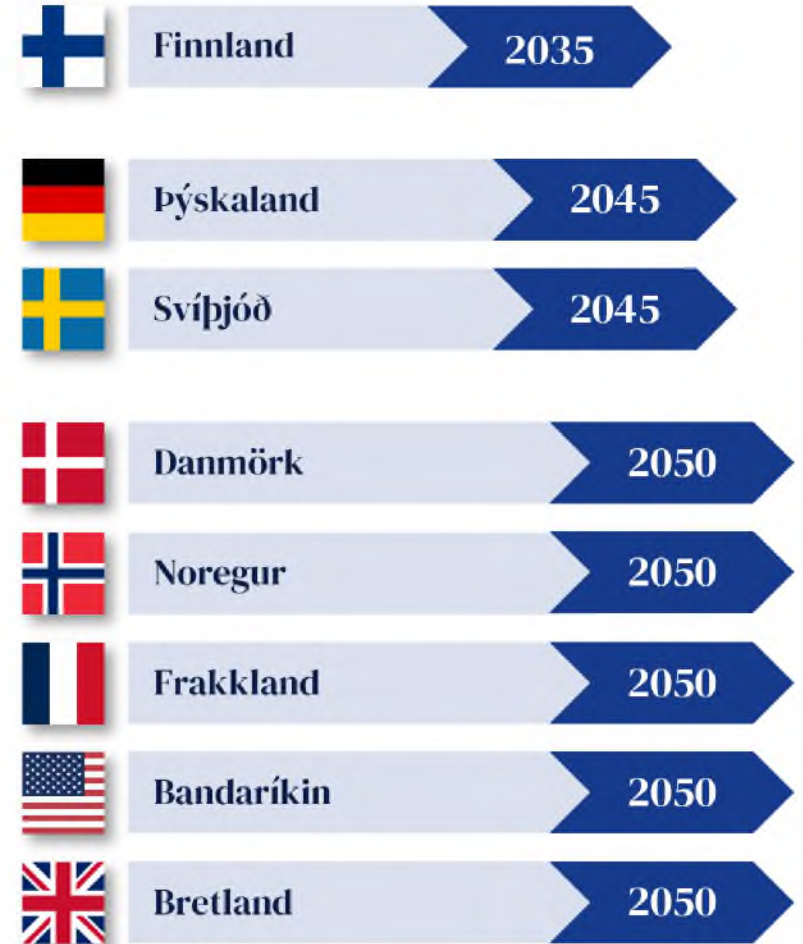 Finnland 2035
Þýskaland 2045
Svíþjóð 2045
Danmörk 2050
Noregur 2050
Frakkland 2050
Bandaríkin 2050
Bretland 2050